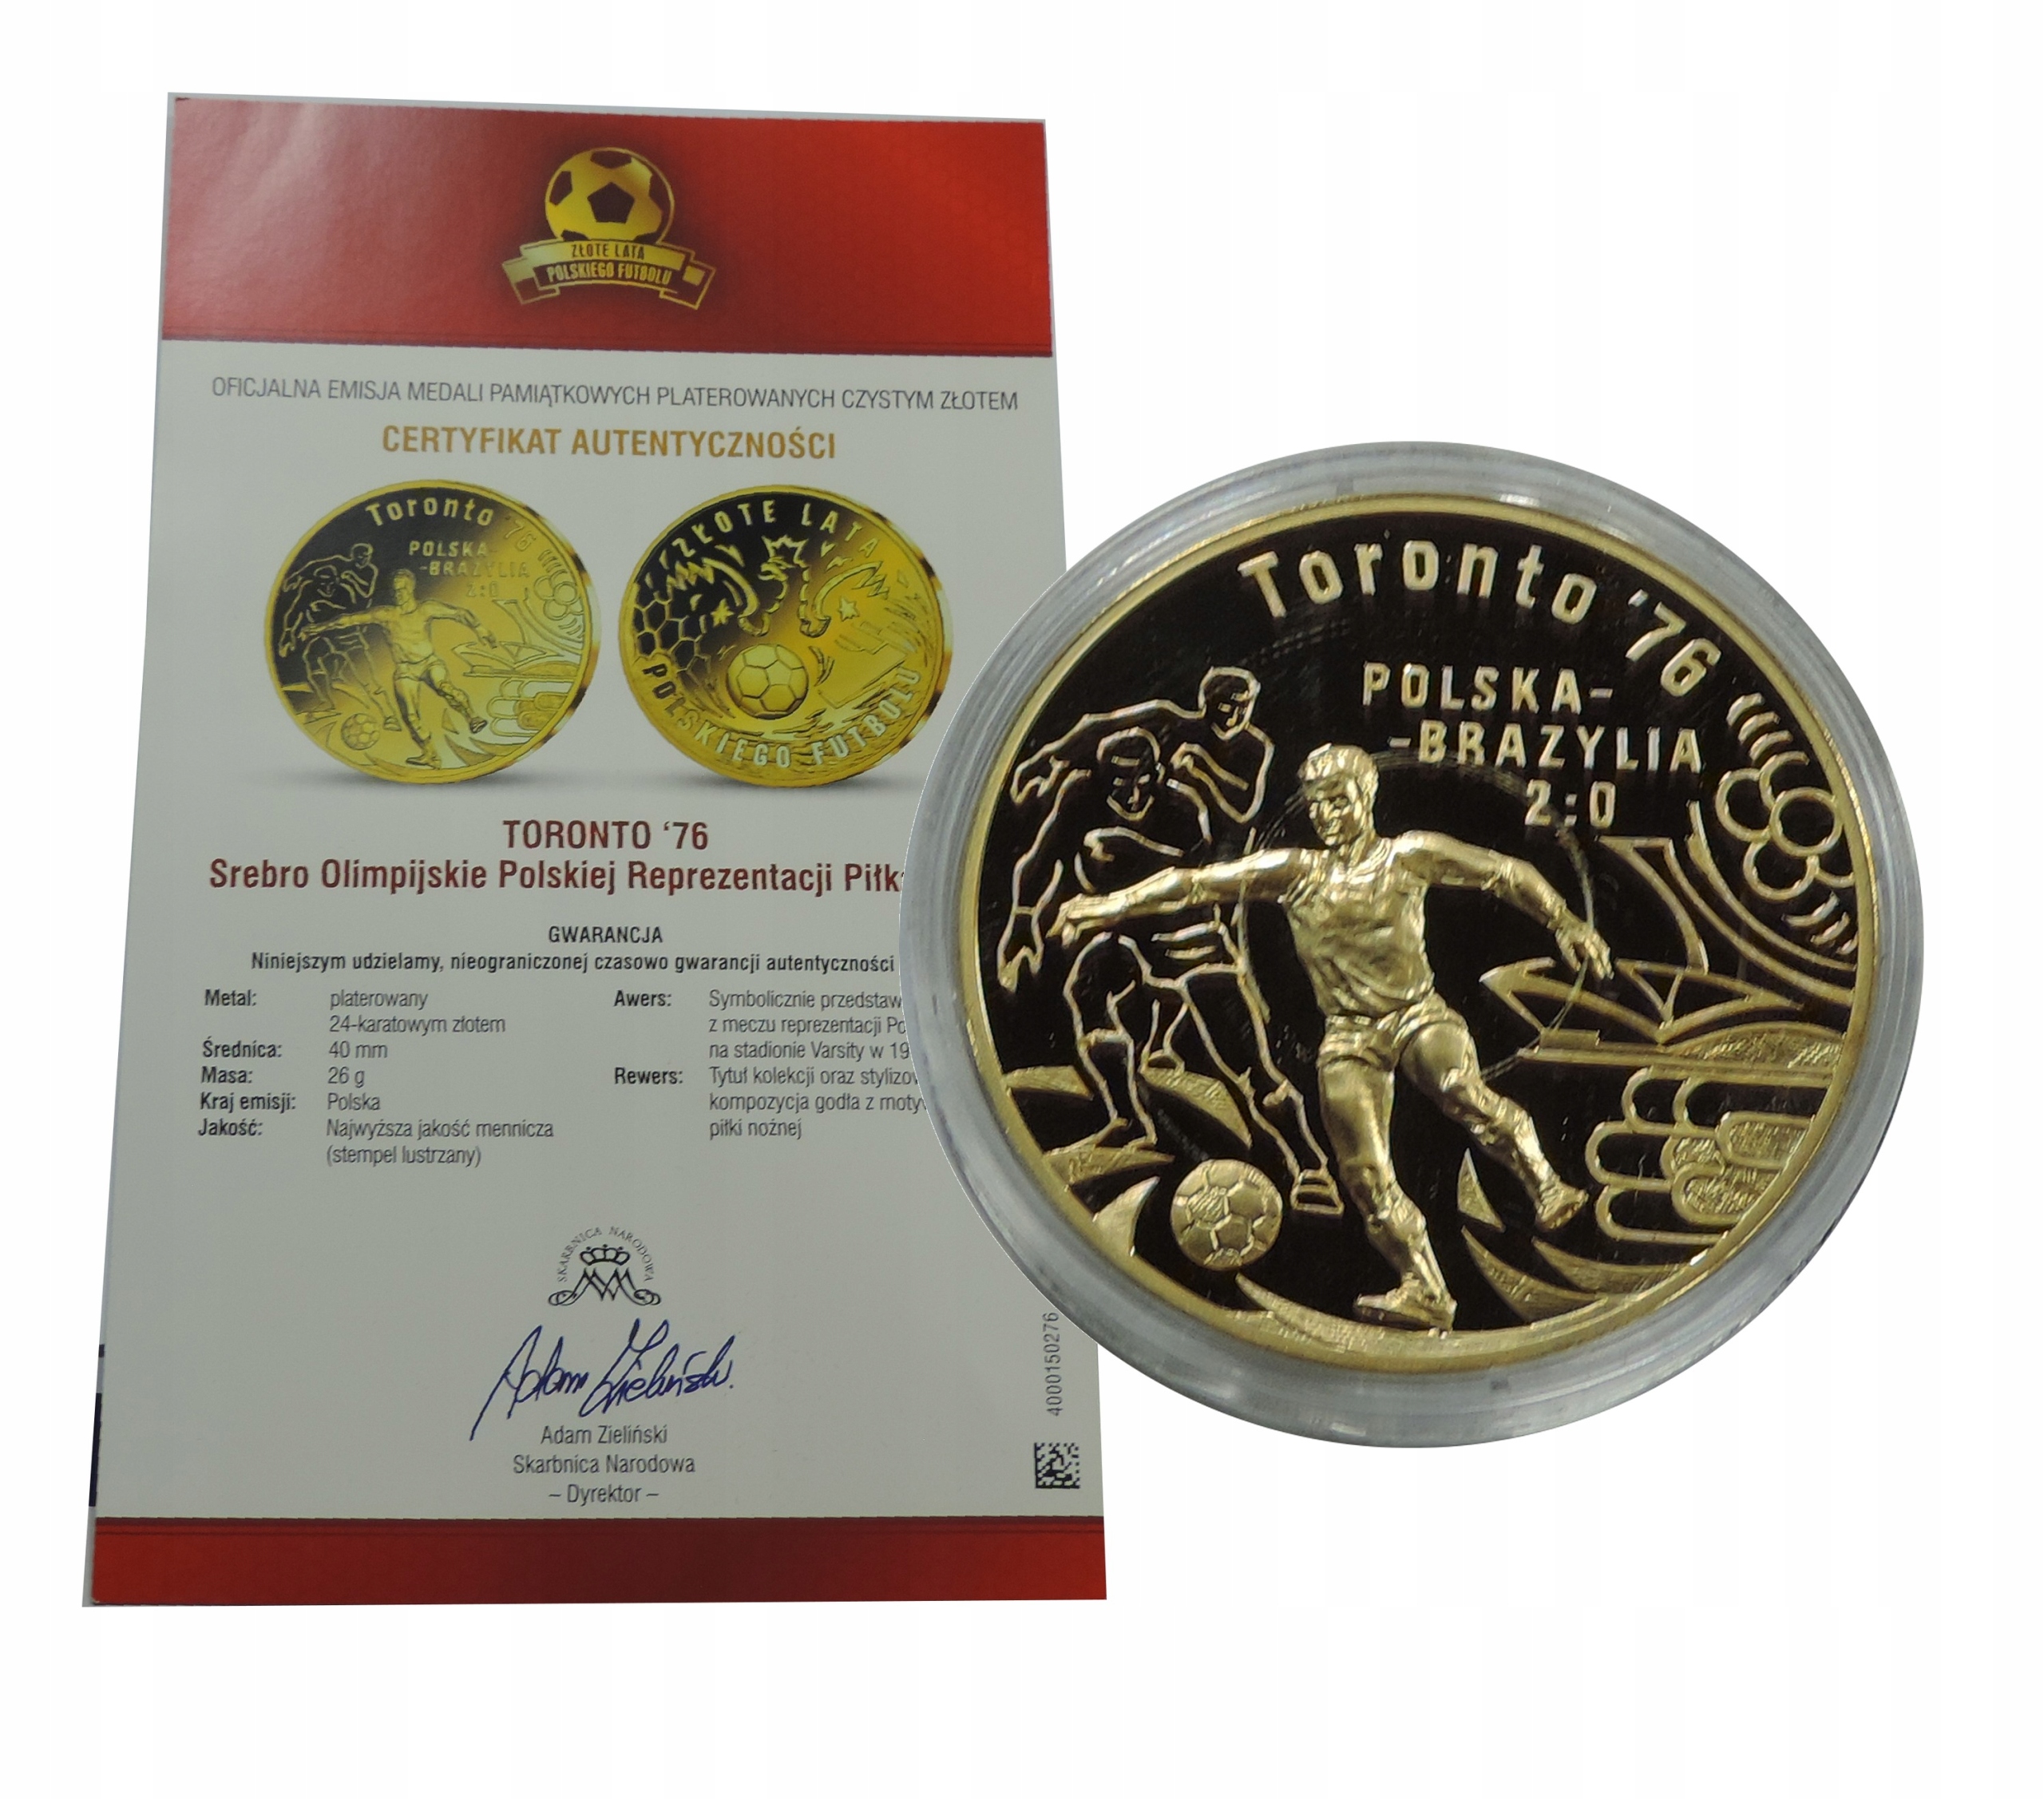 ZŁOTE LATA
POLSKIEGO FUTBOLU
OFICJALNA EMISJA MEDALI PAMIĄTKOWYCH PLATEROWANYCH CZYSTYM ZŁOTEM
CERTYFIKAT AUTENTYCZNOŚCI
Toronto '76
POLSKA-
-BRAZYLIA
2:0
ZŁOTE LATA
POLSKIEGO FUTBOLU
TORONTO ‘76
Srebro Olimpijskie Polskiej Reprezentacji
GWARANCJA
Niniejszym udzielamy, nieograniczonej czasowo gwarancji autentyczności
Metal: platerowany
24-karatowym złotem
Średnica: 40 mm
Masa: 26 g
Kraj emisji: Polska
Jakość: Najwyższa jakość mennicza
(stempel lustrzany)
Awers: Symbolicznie
z meczu reprezentacji
na stadionie Varsity w
Rewers: Tytuł kolekcji oraz
kompozycja godła z
piłki nożnej
SKARBNICA NARODOWA
Adam Zieliński
Adam Zieliński
Skarbnica Narodowa
– Dyrektor –
4000150276
Toronto '76
POLSKA-
-BRAZYLIA
2:0